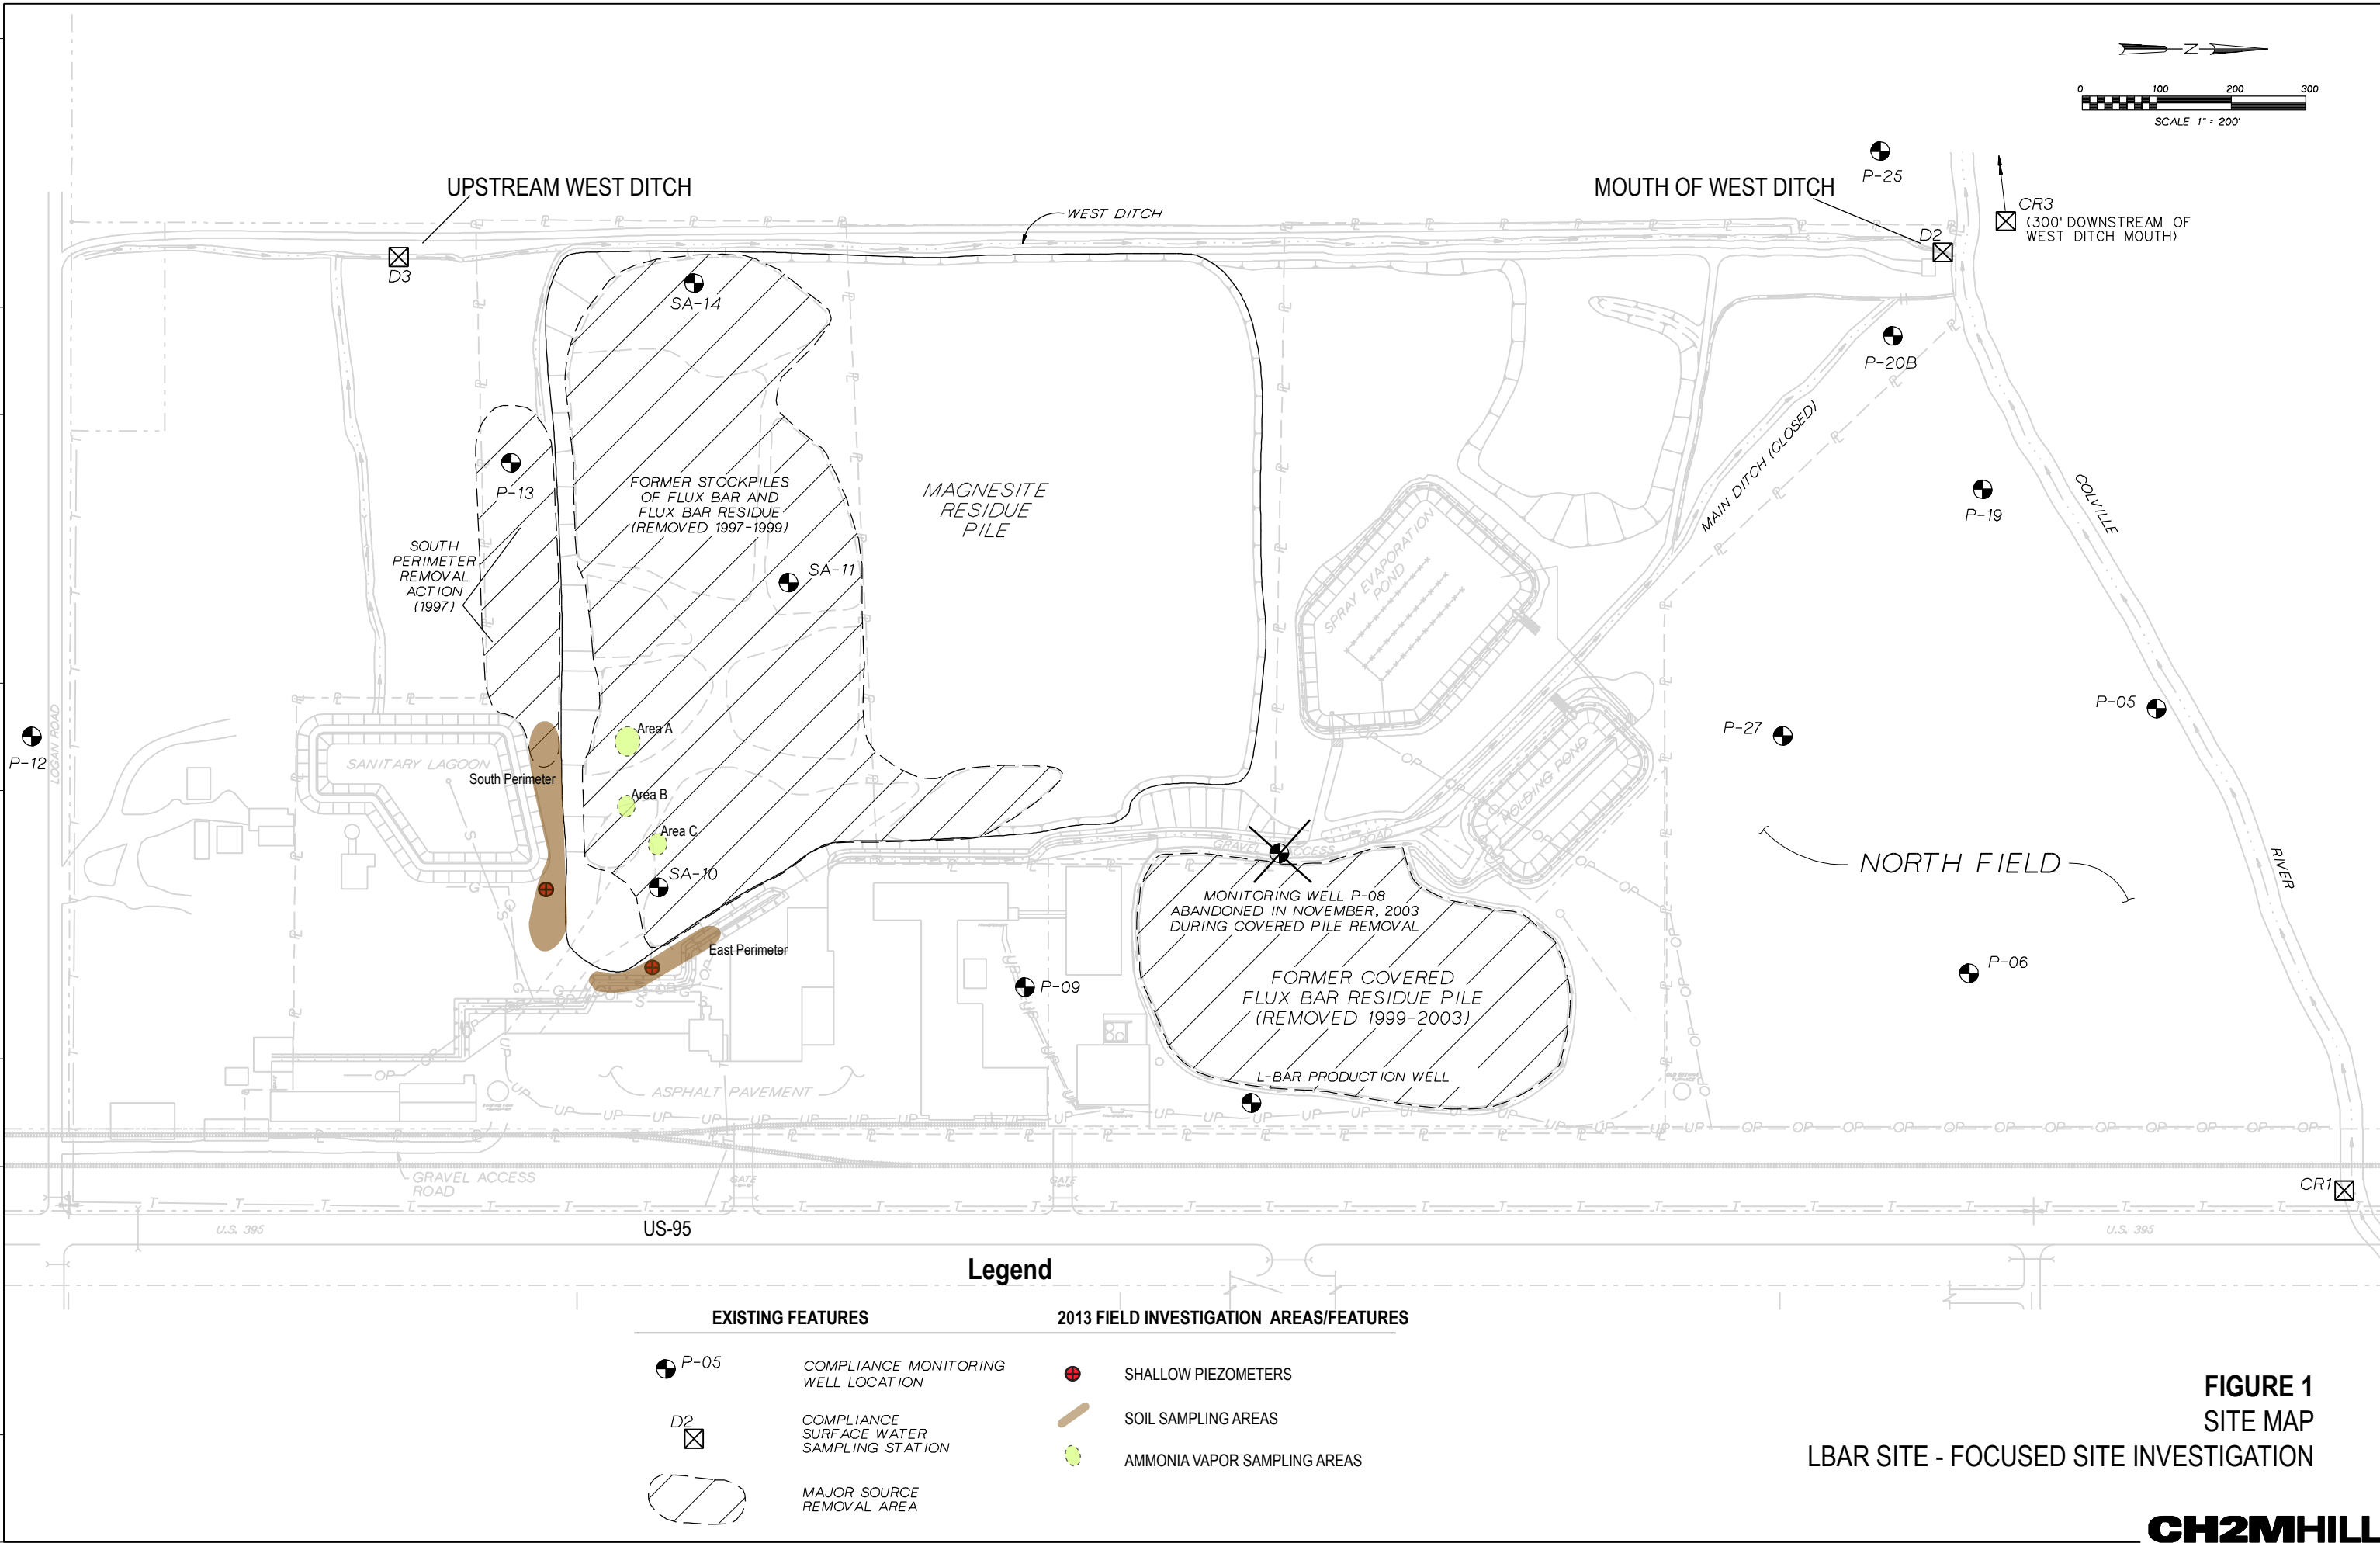 N
0 100 200 300
SCALE 1" = 200'
UPSTREAM WEST DITCH
MOUTH OF WEST DITCH
WEST DITCH
P-25
CR3
(300' DOWNSTREAM OF
WEST DITCH MOUTH)
D2
D3
SA-14
P-20B
MAIN DITCH (CLOSED)
P-13
FORMER STOCKPILES
OF FLUX BAR AND
FLUX BAR RESIDUE
(REMOVED 1997-1999)
MAGNESITE
RESIDUE
PILE
SOUTH
PERIMETER
REMOVAL
ACTION
(1997)
SA-11
SPRAY EVAPORATION
POND
P-19
COLVILLE
RIVER
P-05
P-27
P-12
LOGAN ROAD
SANITARY LAGOON
South Perimeter
Area A
Area B
Area C
SA-10
East Perimeter
HOLDING POND
GRAVEL ACCESS ROAD
NORTH FIELD
MONITORING WELL P-08
ABANDONED IN NOVEMBER, 2003
DURING COVERED PILE REMOVAL
FORMER COVERED
FLUX BAR RESIDUE PILE
(REMOVED 1999-2003)
L-BAR PRODUCTION WELL
P-09
P-06
ASPHALT PAVEMENT
GRAVEL ACCESS
ROAD
GATE
GATE
CR1
U.S. 395
US-95
U.S. 395
Legend
EXISTING FEATURES
P-05
COMPLIANCE MONITORING
WELL LOCATION
D2
COMPLIANCE
SURFACE WATER
SAMPLING STATION
MAJOR SOURCE
REMOVAL AREA
2013 FIELD INVESTIGATION AREAS/FEATURES
SHALLOW PIEZOMETERS
SOIL SAMPLING AREAS
AMMONIA VAPOR SAMPLING AREAS
FIGURE 1
SITE MAP
LBAR SITE - FOCUSED SITE INVESTIGATION
CH2MHILL